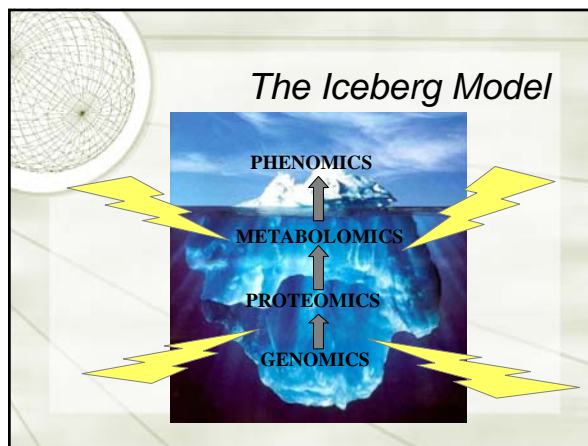 The Iceberg Model
PHENOMICS
METABOLOMICS
PROTEOMICS
GENOMICS